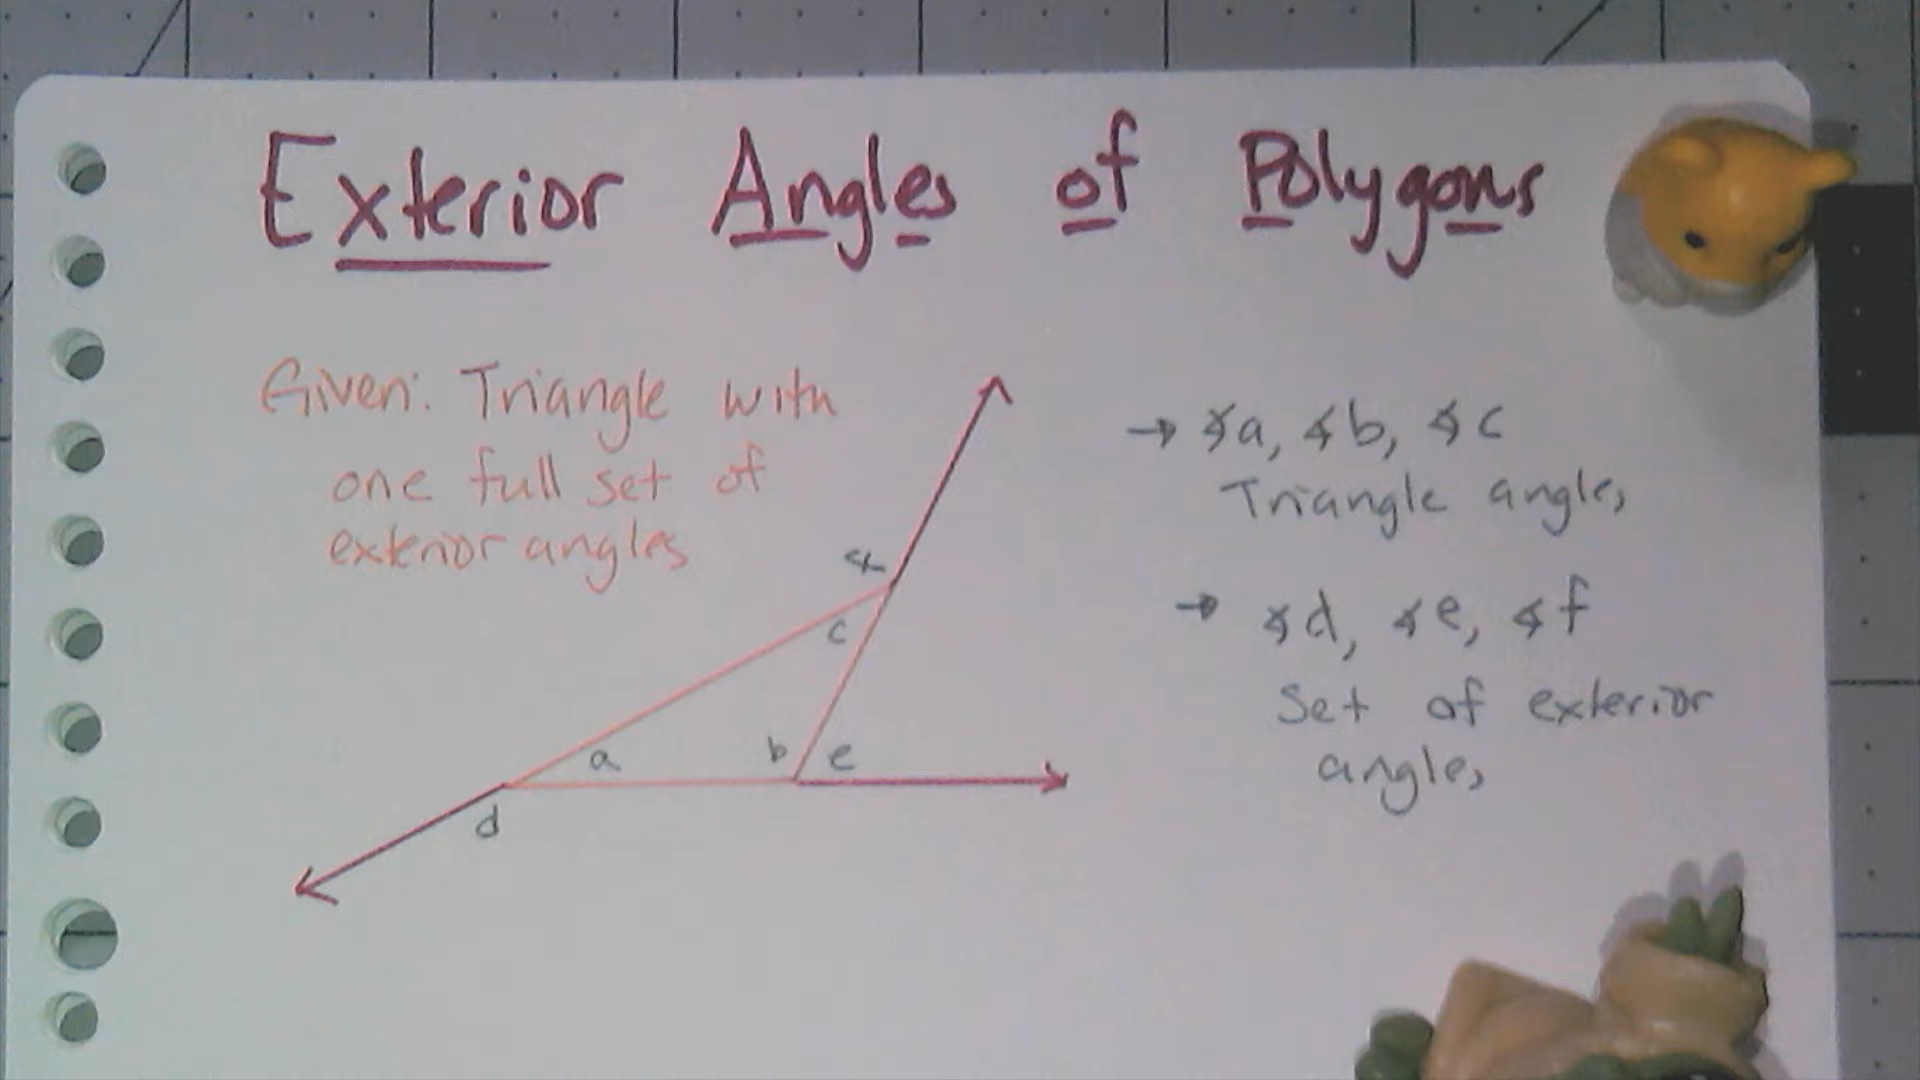 Exterior Angles of Polygons
Given: Triangle with
one full set of
exterior angles
→ ∡a, ∡b, ∡c
Triangle angles
→ ∡d, ∡e, ∡f
Set of exterior
angles
f
c
a
b
e
d